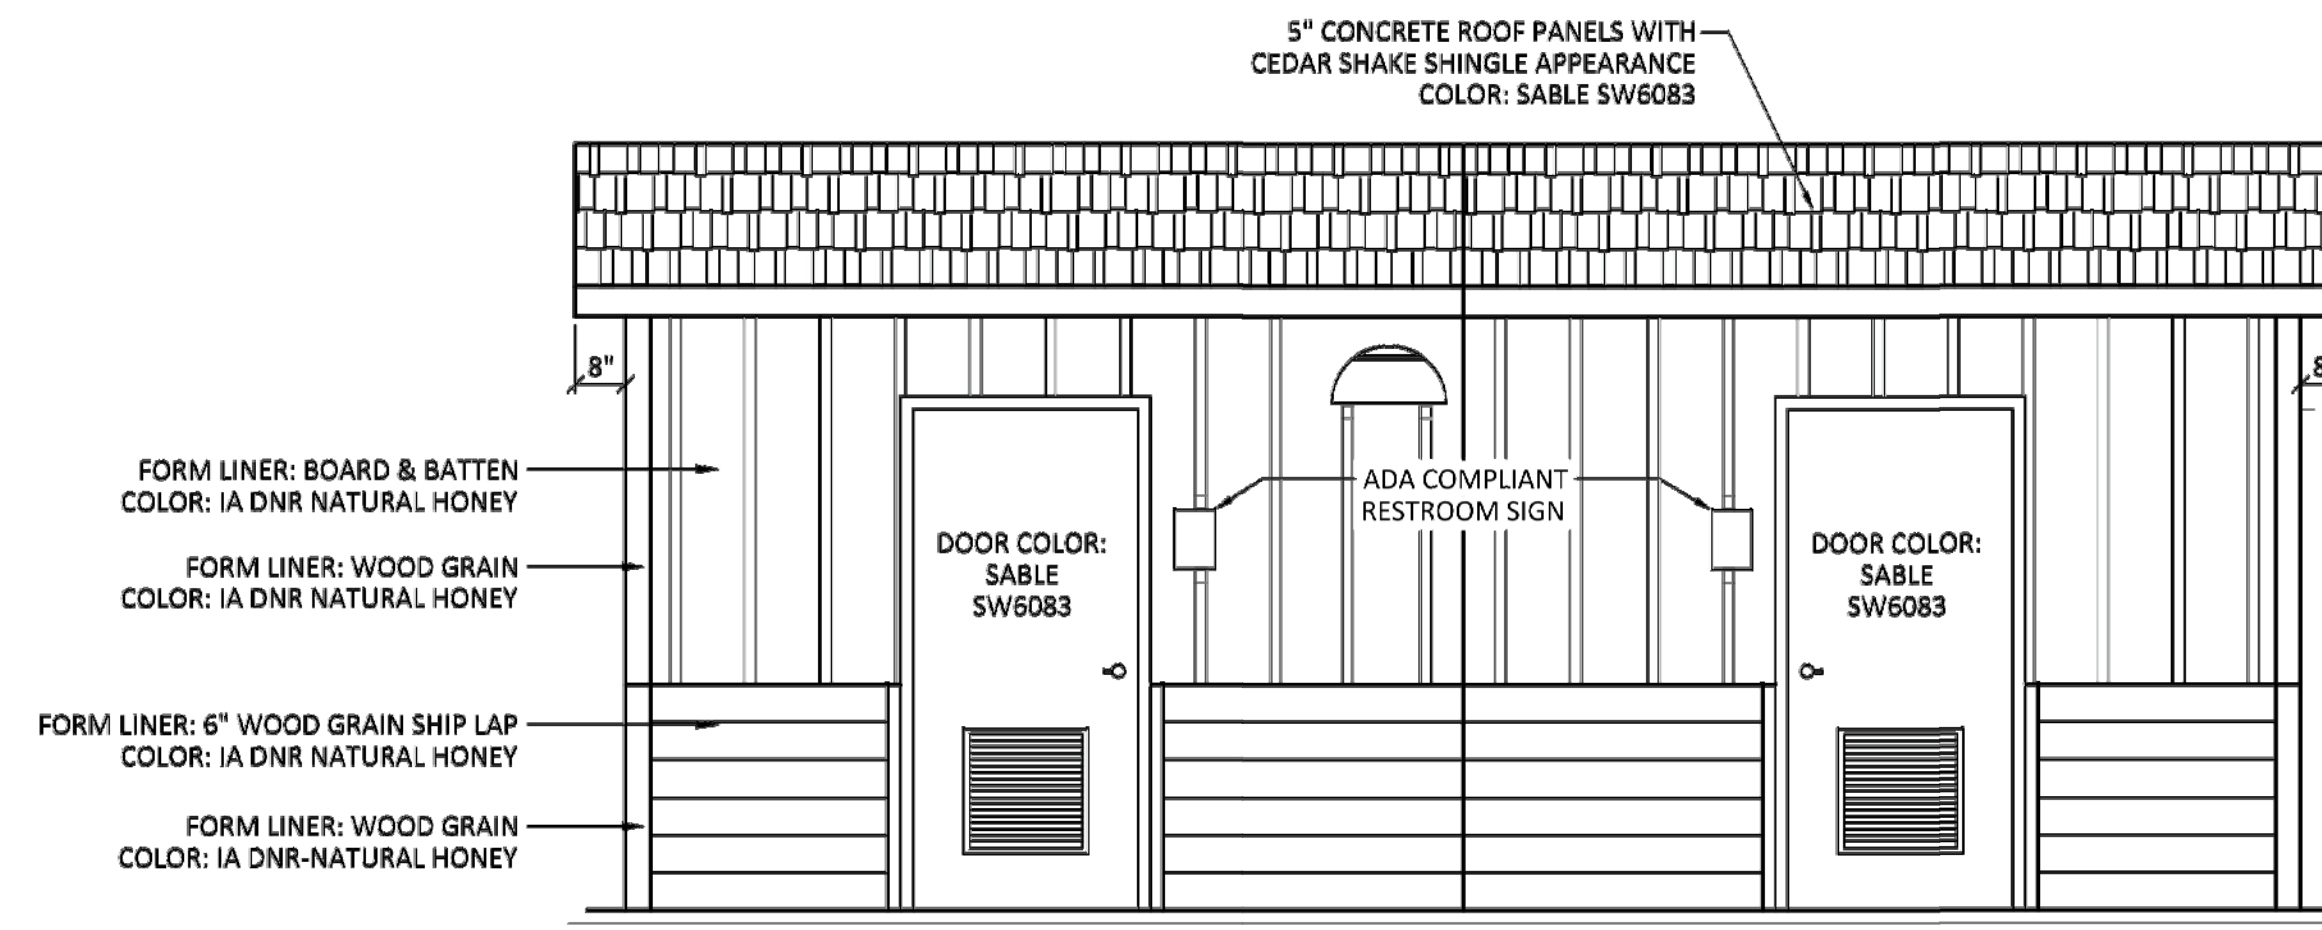 5" CONCRETE ROOF PANELS WITH
CEDAR SHAKE SHINGLE APPEARANCE
COLOR: SABLE SW6083
8"
8
FORM LINER: BOARD & BATTEN
COLOR: IA DNR NATURAL HONEY
ADA COMPLIANT
RESTROOM SIGN
FORM LINER: WOOD GRAIN
COLOR: IA DNR NATURAL HONEY
DOOR COLOR:
SABLE
SW6083
DOOR COLOR:
SABLE
SW6083
FORM LINER: 6" WOOD GRAIN SHIP LAP
COLOR: IA DNR NATURAL HONEY
FORM LINER: WOOD GRAIN
COLOR: IA DNR-NATURAL HONEY